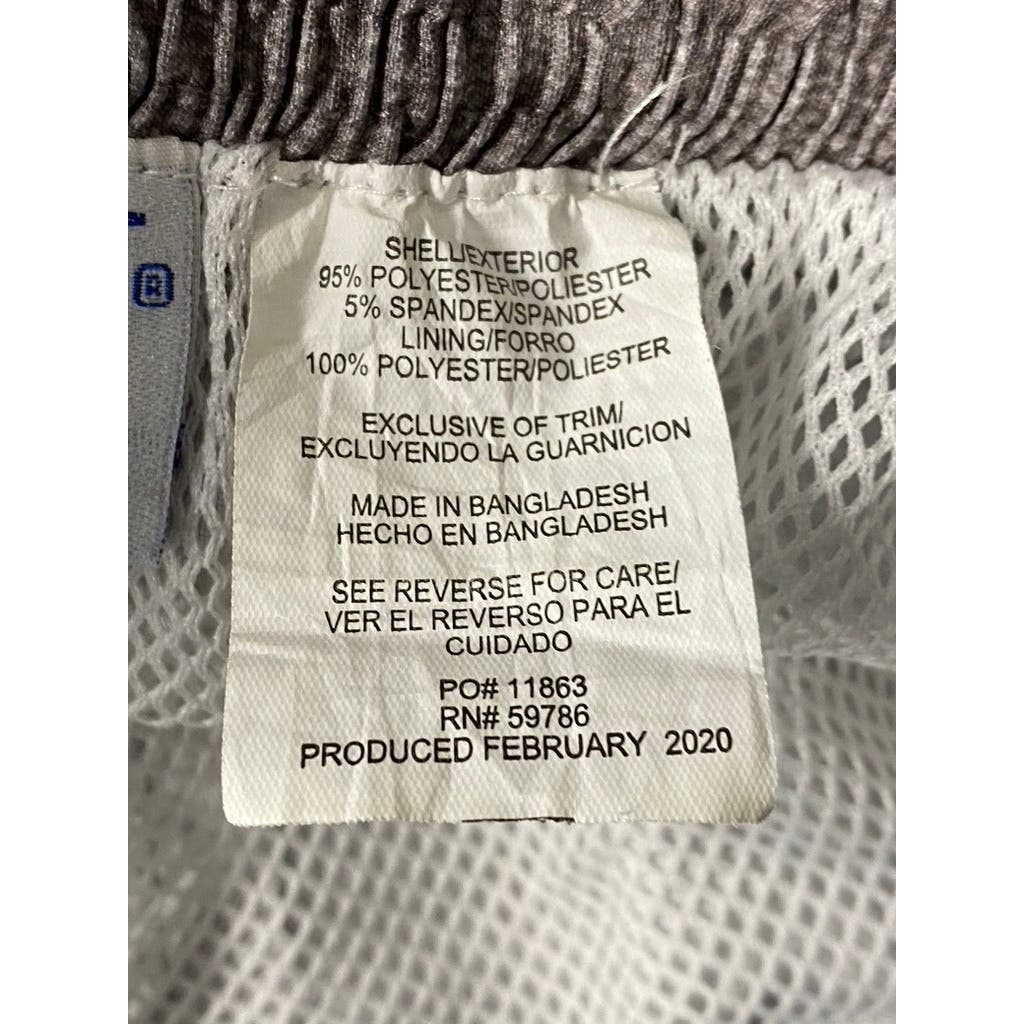 ®
SHELL/EXTERIOR
95% POLYESTER/POLIESTER
5% SPANDEX/SPANDEX
LINING/FORRO
100% POLYESTER/POLIESTER
EXCLUSIVE OF TRIM/
EXCLUYENDO LA GUARNICION
MADE IN BANGLADESH
HECHO EN BANGLADESH
SEE REVERSE FOR CARE/
VER EL REVERSO PARA EL
CUIDADO
PO# 11863
RN# 59786
PRODUCED FEBRUARY 2020